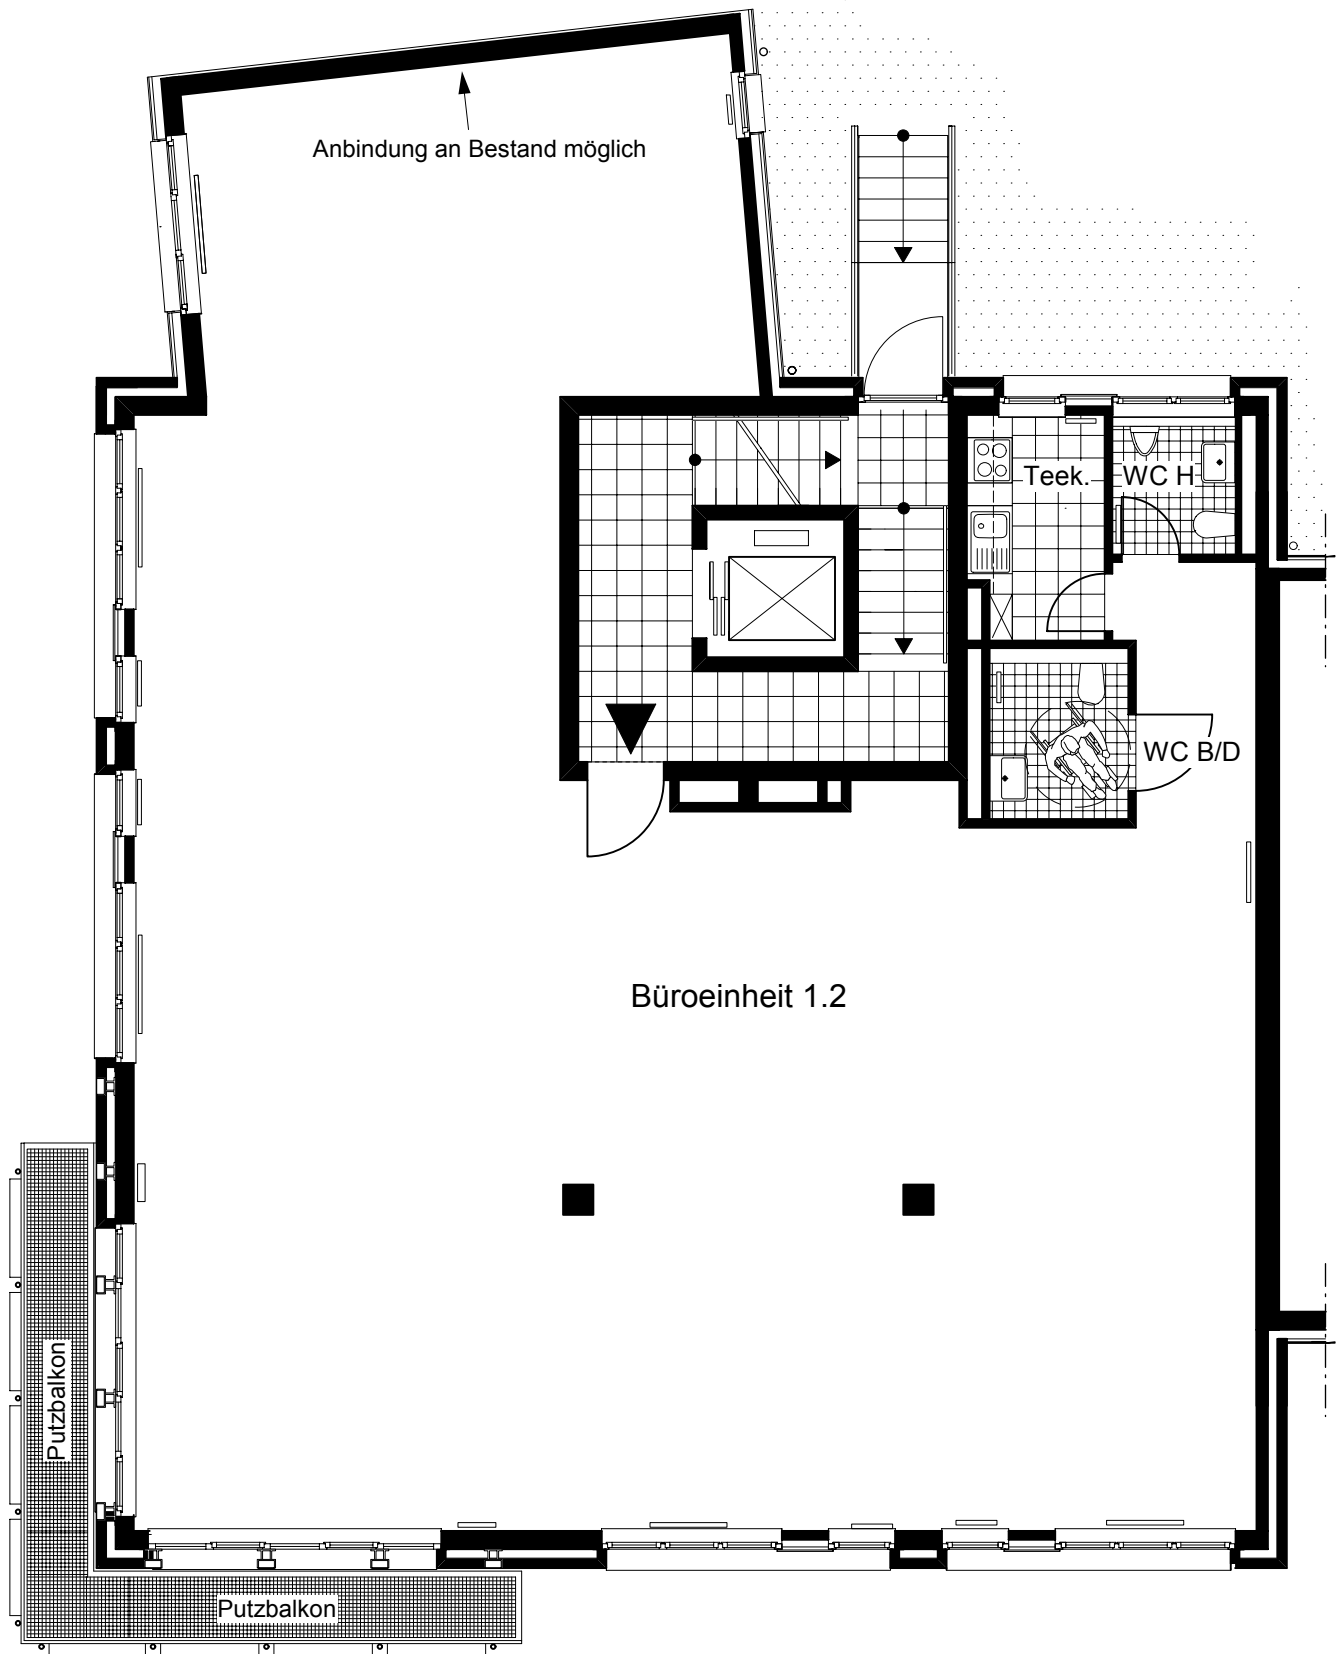 Anbindung an Bestand möglich
Teek.
WC H
WC B/D
Büroeinheit 1.2
Putzbalkon
Putzbalkon